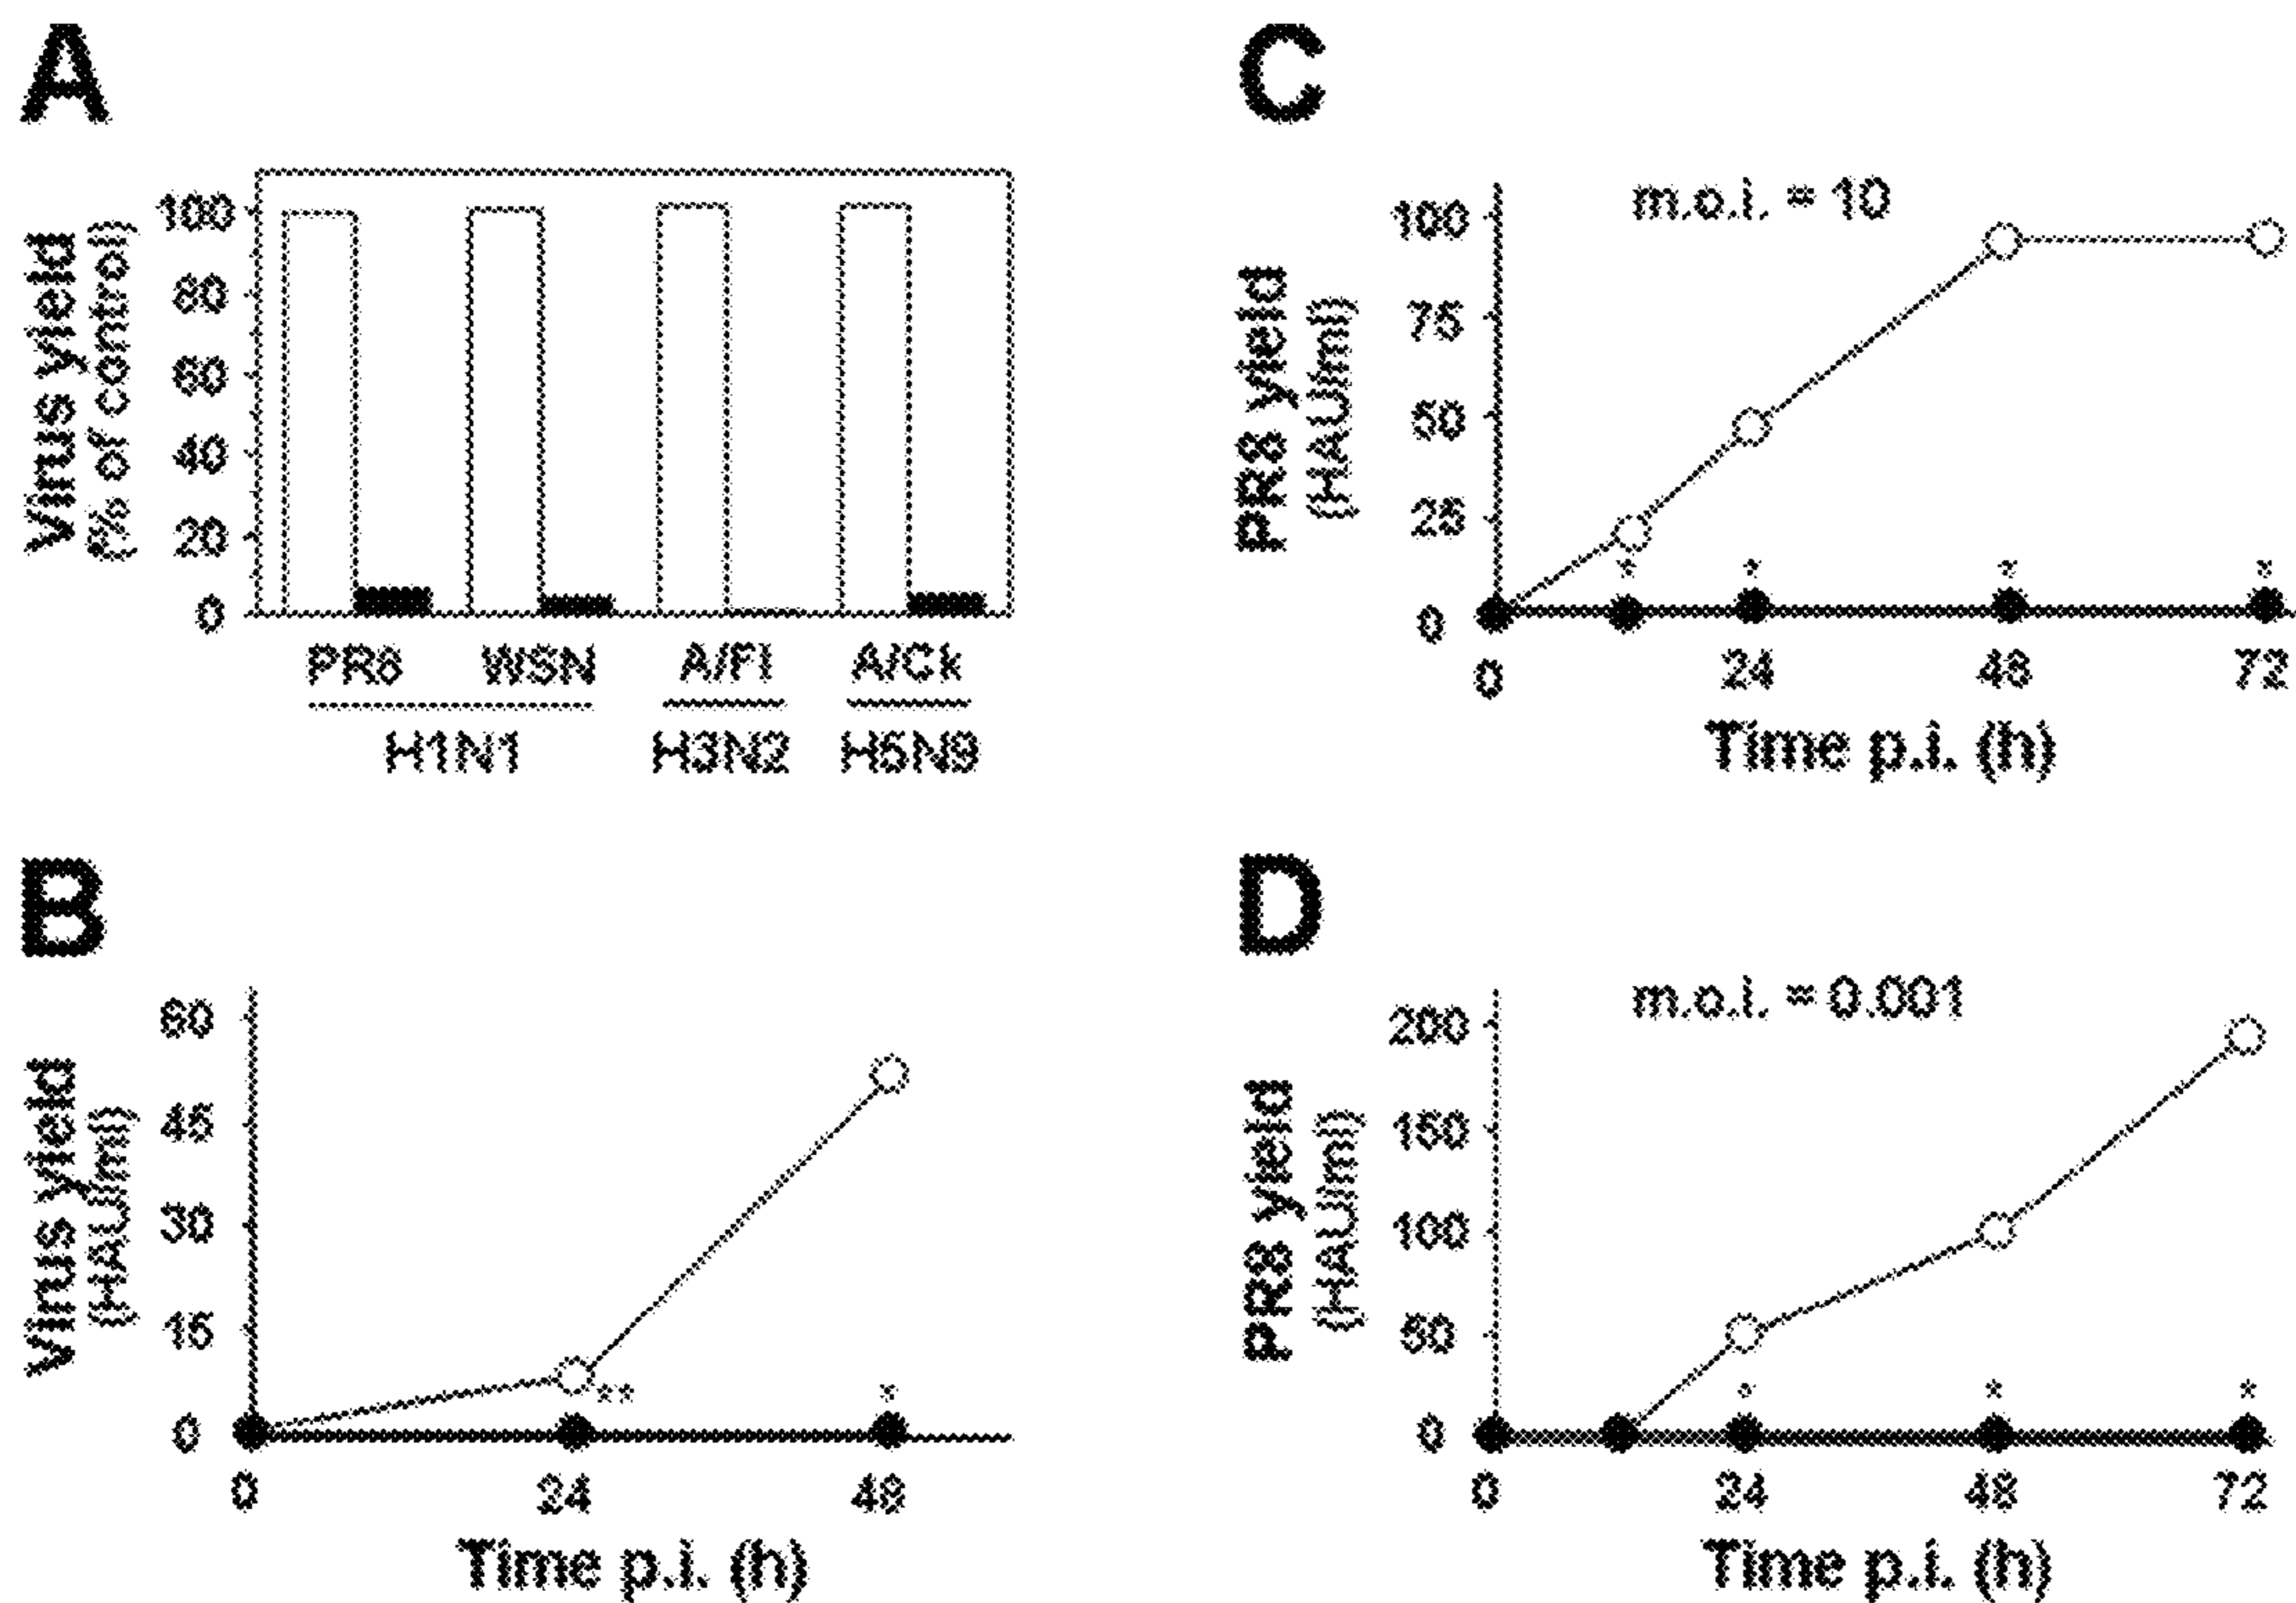 A
Virus yield
(% of control)
100
80
60
40
20
0
PR8 WSN A/Fl A/Ck
H1N1 H3N2 H5N9
B
Virus yield
(HAU/ml)
60
45
30
15
0
**
*
0 24 48
Time p.i. (h)
C
m.o.i. = 10
PR8 yield
(HAU/ml)
100
75
50
25
0
* * * *
0 24 48 72
Time p.i. (h)
D
m.o.i. = 0.001
PR8 yield
(HAU/ml)
200
150
100
50
0
* * *
0 24 48 72
Time p.i. (h)